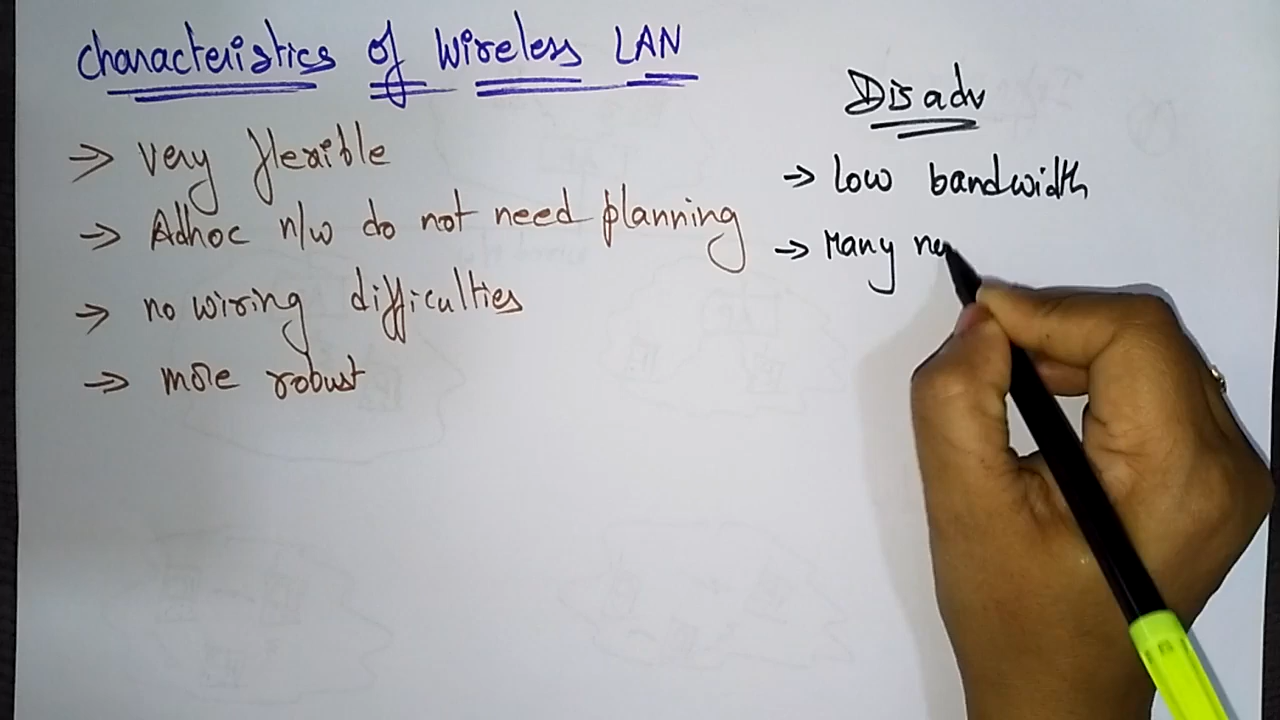 Characteristics of Wireless LAN
→ Very flexible
→ Adhoc n/w do not need planning
→ no wiring difficulties
→ more robust
Disadv
→ Low bandwidth
→ Many